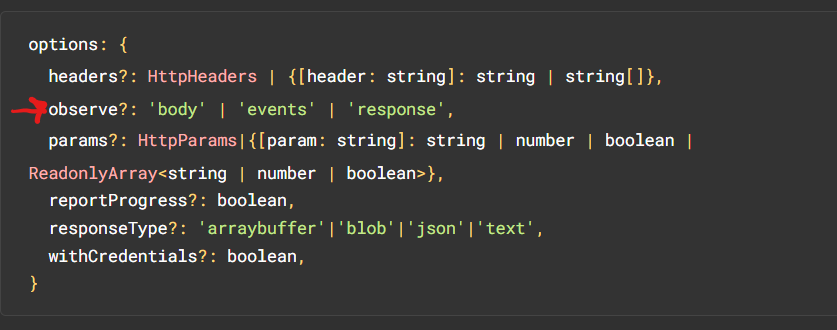 options: {
headers?: HttpHeaders | {[header: string]: string | string[]},
observe?: 'body' | 'events' | 'response',
params?: HttpParams|{[param: string]: string | number | boolean |
ReadonlyArray<string | number | boolean>},
reportProgress?: boolean,
responseType?: 'arraybuffer'|'blob'|'json'|'text',
withCredentials?: boolean,
}